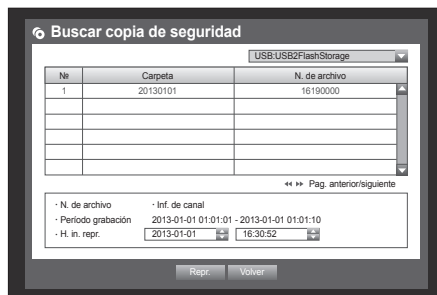 Buscar copia de seguridad
USB:USB2FlashStorage
№ Carpeta N. de archivo
1 20130101 16190000
Pag. anterior/siguiente
· N. de archivo · Inf. de canal
· Período grabación 2013-01-01 01:01:01 - 2013-01-01 01:01:10
· H. in. repr. 2013-01-01 16:30:52
Repr. Volver